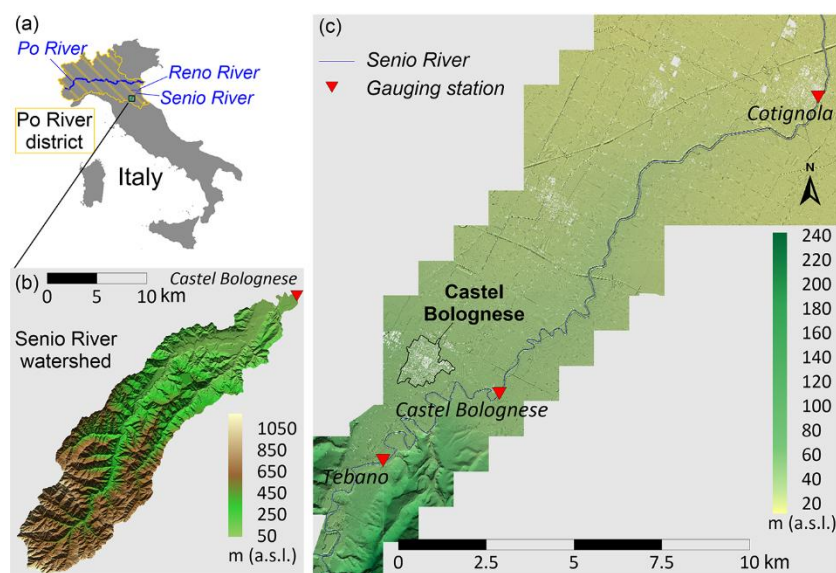 (a)
Po River
Reno River
Senio River
Po River
district
Italy
(b)
0 5 10 km
Castel Bolognese
Senio River
watershed
1050
850
650
450
250
50
m (a.s.l.)
(c)
Senio River
Gauging station
Cotignola
N
Castel
Bolognese
Castel Bolognese
Tebano
240
220
200
180
160
140
120
100
80
60
40
20
m (a.s.l.)
0 2.5 5 7.5 10 km